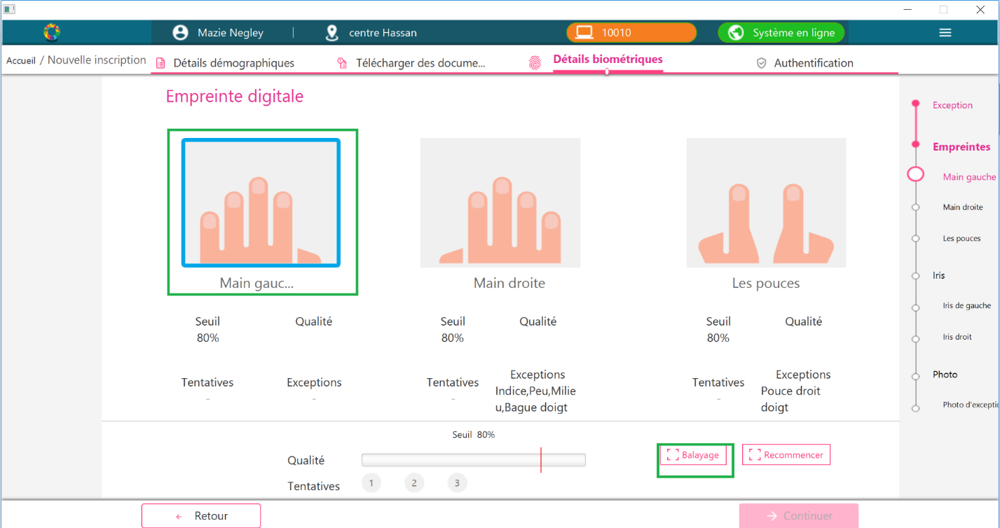 Mazie Negley | centre Hassan 10010 Système en ligne
Accueil / Nouvelle inscription Détails démographiques Télécharger des docume... Détails biométriques Authentification
Empreinte digitale
Main gauc... Main droite Les pouces
Seuil Qualité Seuil Qualité Seuil Qualité
80% 80% 80%
Tentatives Exceptions Tentatives Exceptions Tentatives Exceptions
- - - Indice,Peu,Milie - Pouce droit
u,Bague doigt doigt
Seuil 80%
Qualité
Balayage Recommencer
Tentatives 1 2 3
Retour Continuer
Exception
Empreintes
Main gauche
Main droite
Les pouces
Iris
Iris de gauche
Iris droit
Photo
Photo d'excepti